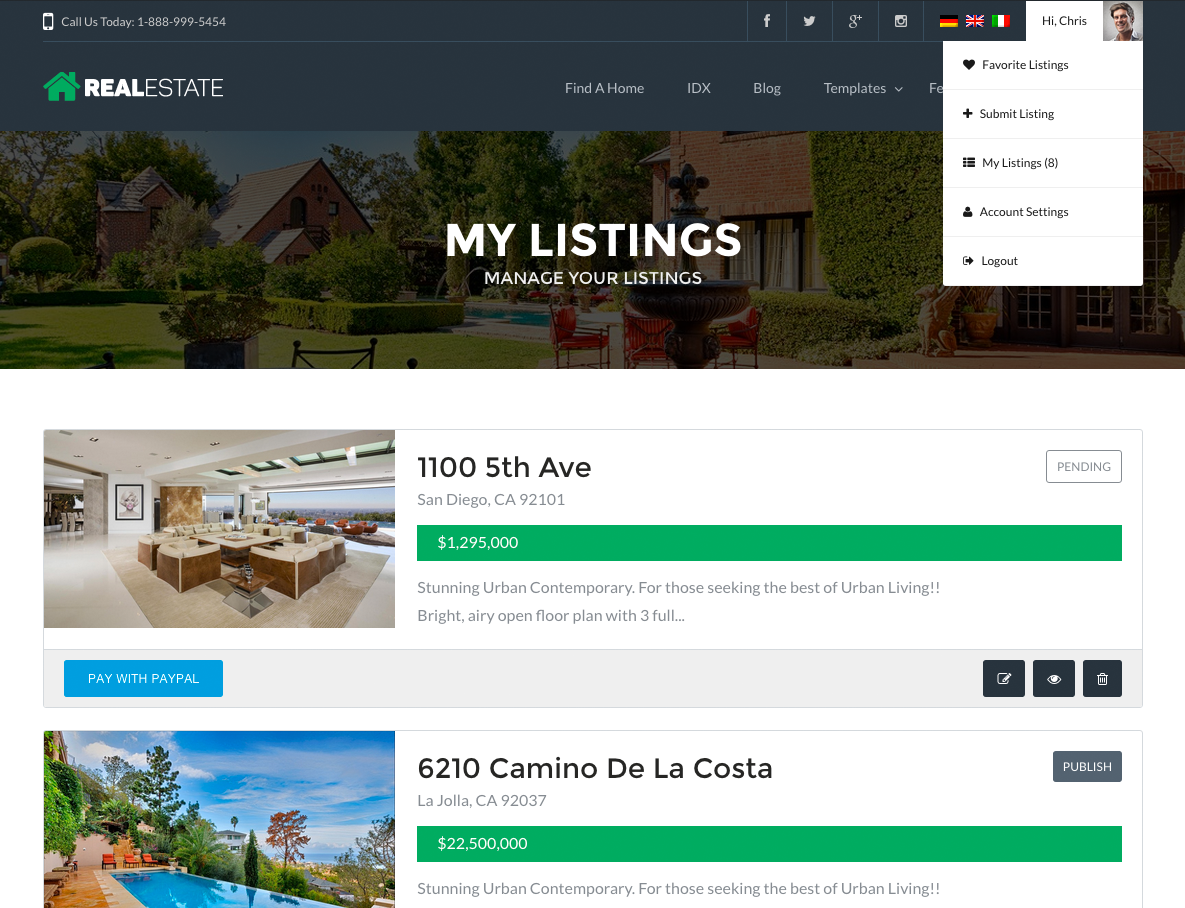 Call Us Today: 1-888-999-5454
Hi, Chris
Favorite Listings
Submit Listing
My Listings (8)
Account Settings
Logout
REALESTATE
Find A Home
IDX
Blog
Templates
Fe
MY LISTINGS
MANAGE YOUR LISTINGS
1100 5th Ave
PENDING
San Diego, CA 92101
$1,295,000
Stunning Urban Contemporary. For those seeking the best of Urban Living!!
Bright, airy open floor plan with 3 full...
PAY WITH PAYPAL
6210 Camino De La Costa
PUBLISH
La Jolla, CA 92037
$22,500,000
Stunning Urban Contemporary. For those seeking the best of Urban Living!!